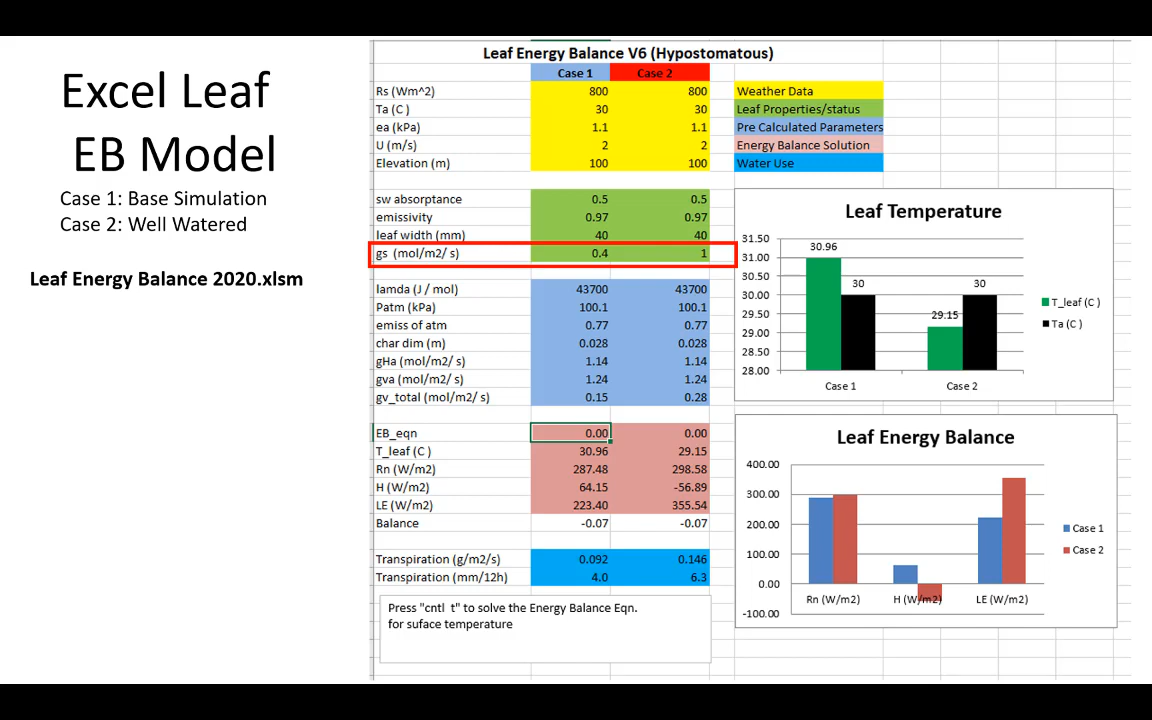 Excel Leaf
EB Model
Case 1: Base Simulation
Case 2: Well Watered
Leaf Energy Balance 2020.xlsm
Leaf Energy Balance V6 (Hypostomatous)
Case 1 Case 2
Rs (Wm^2) 800 800
Ta (C ) 30 30
ea (kPa) 1.1 1.1
U (m/s) 2 2
Elevation (m) 100 100
Weather Data
Leaf Properties/status
Pre Calculated Parameters
Energy Balance Solution
Water Use
sw absorptance 0.5 0.5
emissivity 0.97 0.97
leaf width (mm) 40 40
gs (mol/m2/ s) 0.4 1
lamda (J / mol) 43700 43700
Patm (kPa) 100.1 100.1
emiss of atm 0.77 0.77
char dim (m) 0.028 0.028
gHa (mol/m2/ s) 1.14 1.14
gva (mol/m2/ s) 1.24 1.24
gv_total (mol/m2/ s) 0.15 0.28
EB_eqn 0.00 0.00
T_leaf (C ) 30.96 29.15
Rn (W/m2) 287.48 298.58
H (W/m2) 64.15 -56.89
LE (W/m2) 223.40 355.54
Balance -0.07 -0.07
Transpiration (g/m2/s) 0.092 0.146
Transpiration (mm/12h) 4.0 6.3
Press "cntl t" to solve the Energy Balance Eqn.
for suface temperature
Leaf Temperature
31.50
31.00
30.50
30.00
29.50
29.00
28.50
28.00
30.96
30
29.15
30
Case 1 Case 2
T_leaf (C )
Ta (C )
Leaf Energy Balance
400.00
300.00
200.00
100.00
0.00
-100.00
Rn (W/m2) H (W/m2) LE (W/m2)
Case 1
Case 2